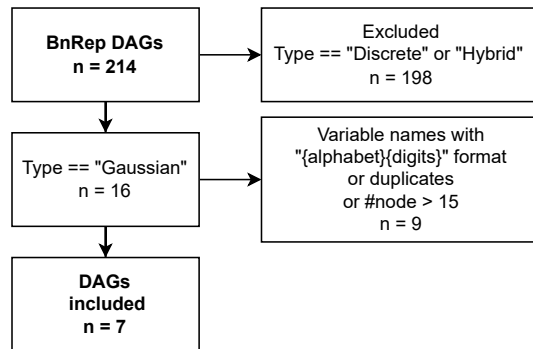 BnRep DAGs
n = 214
Excluded
Type == "Discrete" or "Hybrid"
n = 198
Type == "Gaussian"
n = 16
Variable names with
"{alphabet}{digits}" format
or duplicates
or #node > 15
n = 9
DAGs
included
n = 7